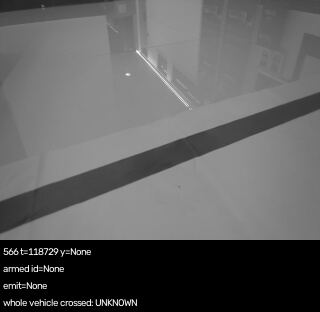 566 t=118729 y=None
armed id=None
emit=None
whole vehicle crossed: UNKNOWN